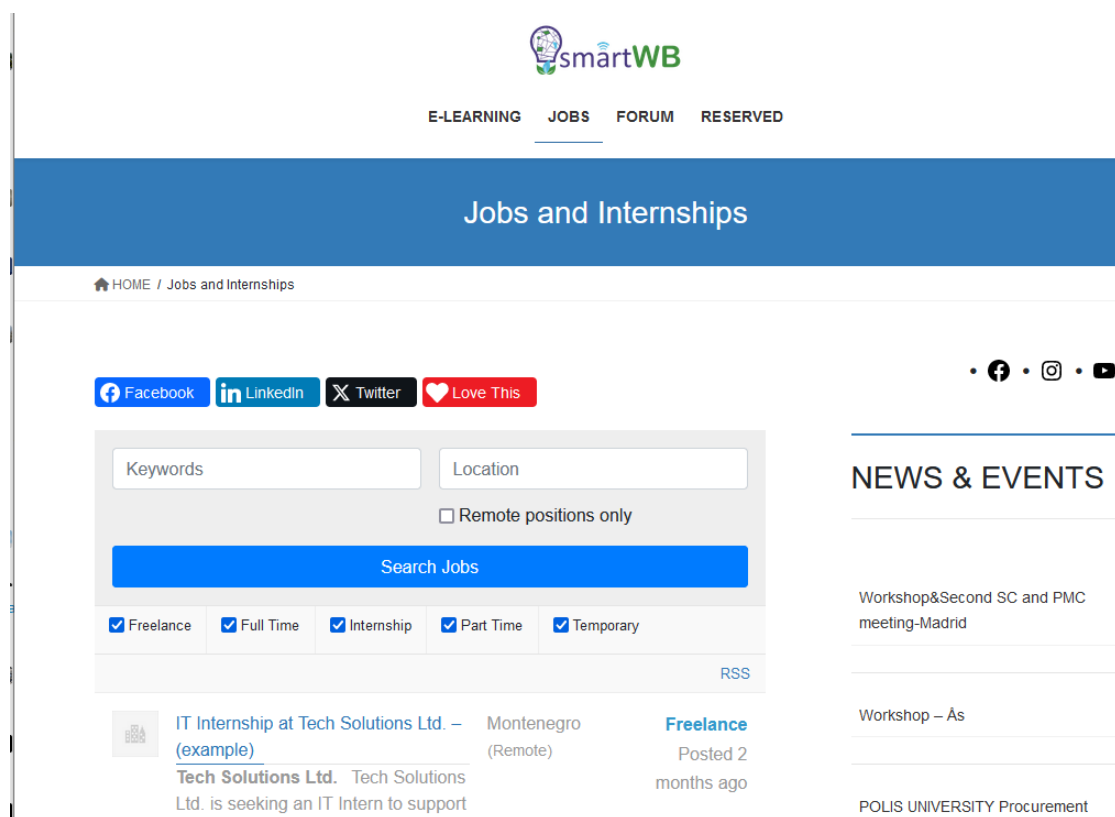 smartWB
E-LEARNING JOBS FORUM RESERVED
Jobs and Internships
HOME / Jobs and Internships
Facebook LinkedIn Twitter Love This
Keywords Location
Remote positions only
Search Jobs
Freelance Full Time Internship Part Time Temporary
RSS
IT Internship at Tech Solutions Ltd. –
(example)
Tech Solutions Ltd. Tech Solutions
Ltd. is seeking an IT Intern to support
Montenegro
(Remote)
Freelance
Posted 2
months ago
NEWS & EVENTS
Workshop&Second SC and PMC
meeting-Madrid
Workshop – Ås
POLIS UNIVERSITY Procurement